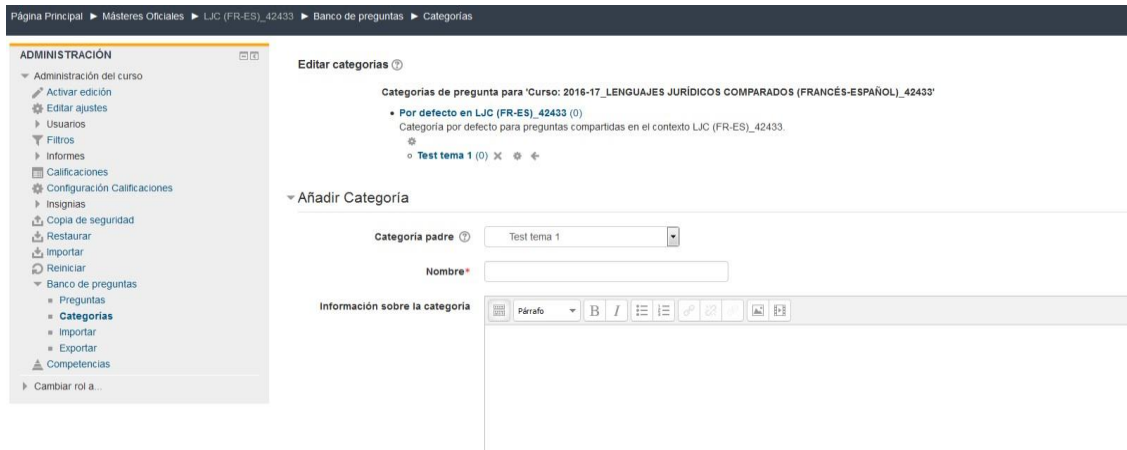 Página Principal ► Másteres Oficiales ► LJC (FR-ES)_42433 ► Banco de preguntas ► Categorías
ADMINISTRACIÓN
Administración del curso
Activar edición
Editar ajustes
Usuarios
Filtros
Informes
Calificaciones
Configuración Calificaciones
Insignias
Copia de seguridad
Restaurar
Importar
Reiniciar
Banco de preguntas
Preguntas
Categorías
Importar
Exportar
Competencias
Cambiar rol a...
Editar categorías
Categorías de pregunta para 'Curso: 2016-17_LENGUAJES JURÍDICOS COMPARADOS (FRANCÉS-ESPAÑOL)_42433'
Por defecto en LJC (FR-ES)_42433 (0)
Categoría por defecto para preguntas compartidas en el contexto LJC (FR-ES)_42433.
Test tema 1 (0)
Añadir Categoría
Categoría padre Test tema 1
Nombre*
Información sobre la categoría
Párrafo B I